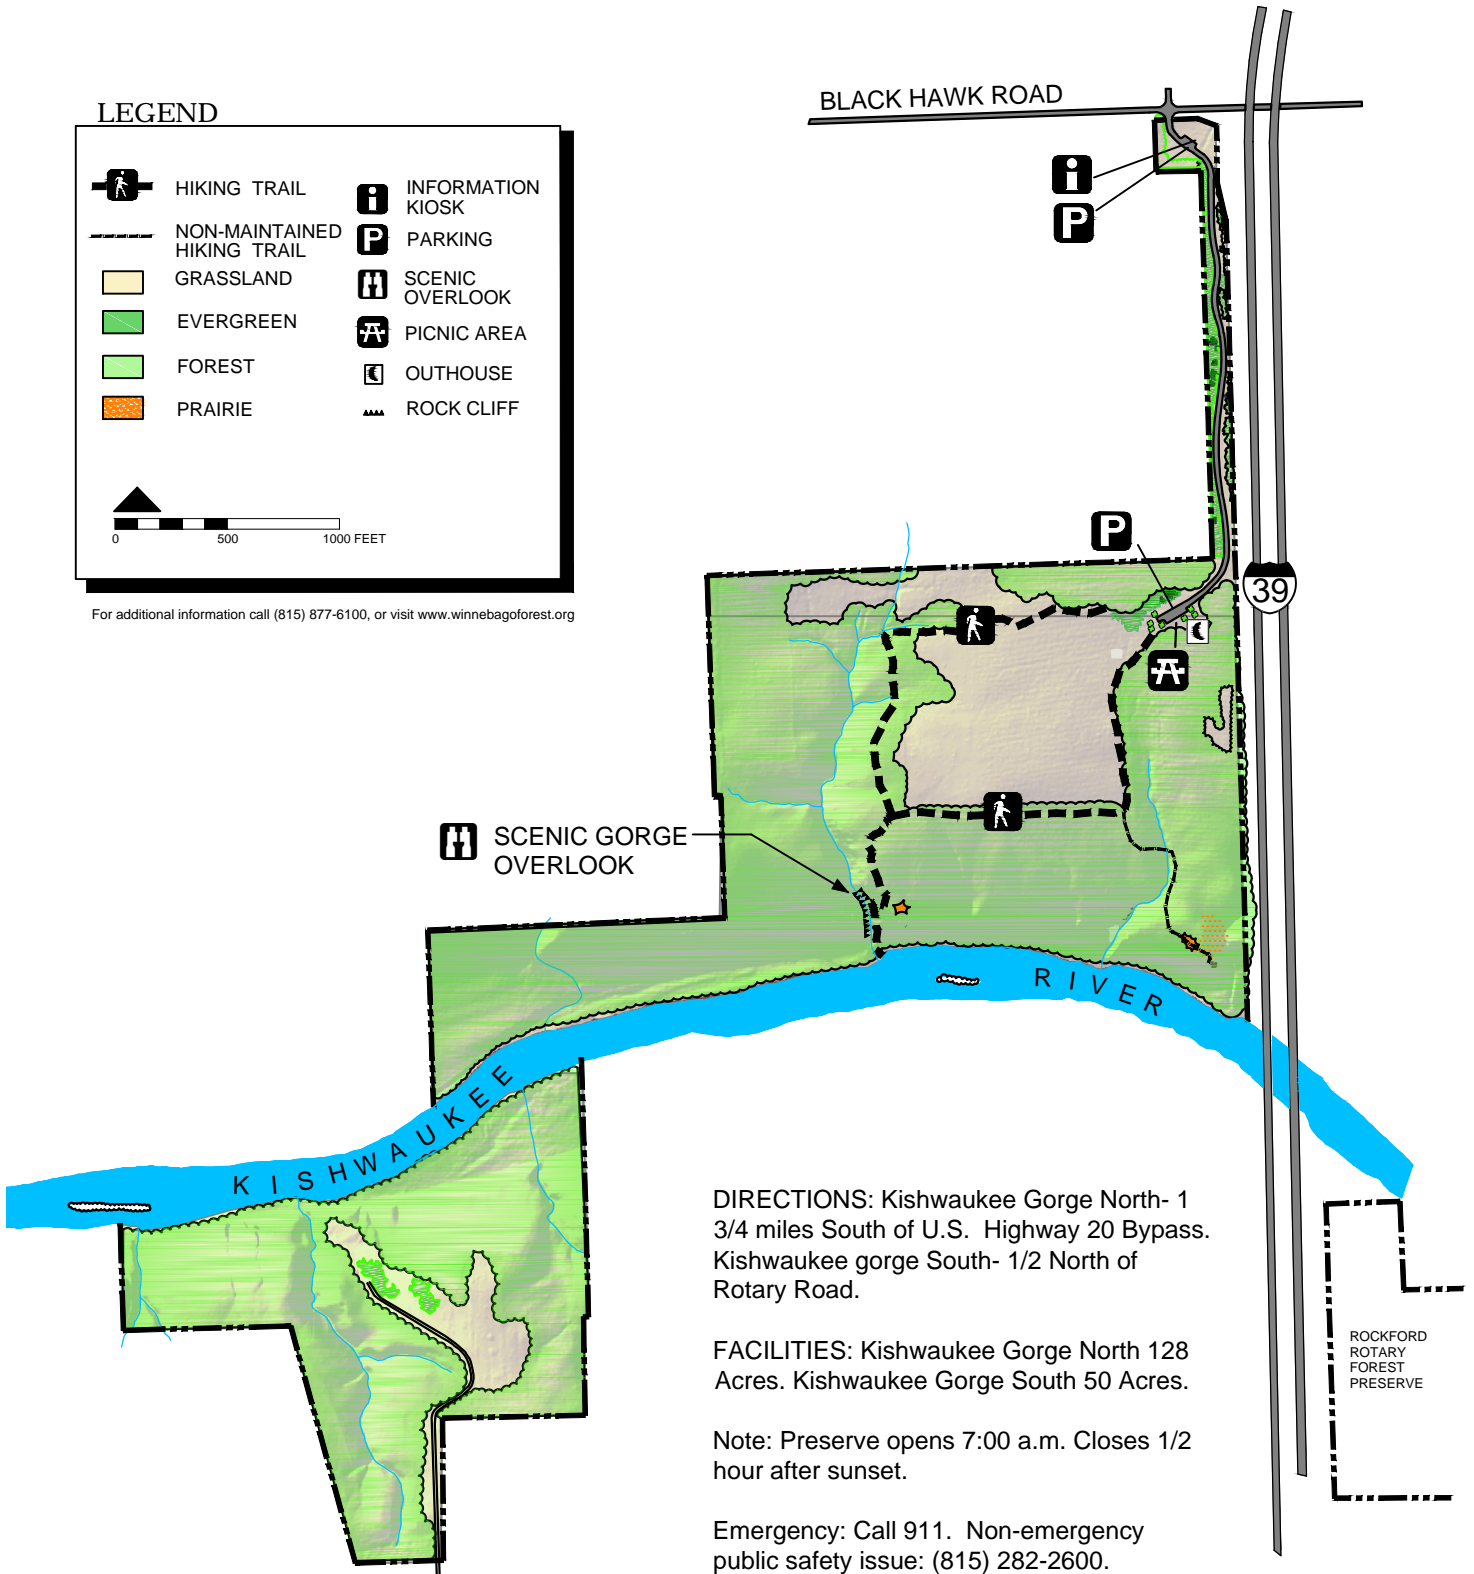 LEGEND
HIKING TRAIL
NON-MAINTAINED
HIKING TRAIL
GRASSLAND
EVERGREEN
FOREST
PRAIRIE
INFORMATION
KIOSK
P PARKING
SCENIC
OVERLOOK
PICNIC AREA
OUTHOUSE
ROCK CLIFF
0 500 1000 FEET
For additional information call (815) 877-6100, or visit www.winnebagoforest.org
BLACK HAWK ROAD
i
P
P
39
SCENIC GORGE
OVERLOOK
KISHWAUKEE RIVER
DIRECTIONS: Kishwaukee Gorge North- 1
3/4 miles South of U.S. Highway 20 Bypass.
Kishwaukee gorge South- 1/2 North of
Rotary Road.
FACILITIES: Kishwaukee Gorge North 128
Acres. Kishwaukee Gorge South 50 Acres.
Note: Preserve opens 7:00 a.m. Closes 1/2
hour after sunset.
Emergency: Call 911. Non-emergency
public safety issue: (815) 282-2600.
ROCKFORD
ROTARY
FOREST
PRESERVE